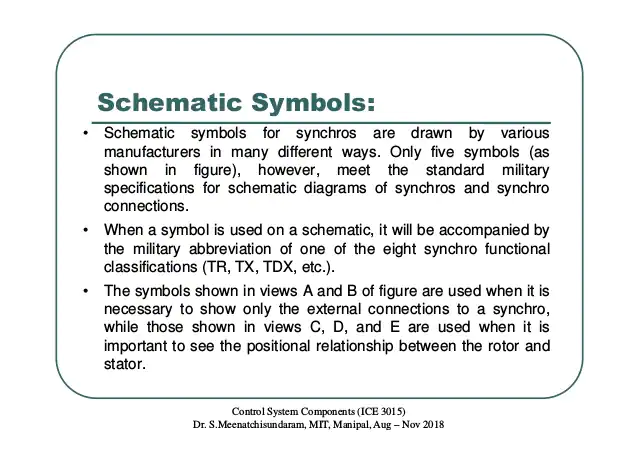 Schematic Symbols:
• Schematic symbols for synchros are drawn by various
manufacturers in many different ways. Only five symbols (as
shown in figure), however, meet the standard military
specifications for schematic diagrams of synchros and synchro
connections.
• When a symbol is used on a schematic, it will be accompanied by
the military abbreviation of one of the eight synchro functional
classifications (TR, TX, TDX, etc.).
• The symbols shown in views A and B of figure are used when it is
necessary to show only the external connections to a synchro,
while those shown in views C, D, and E are used when it is
important to see the positional relationship between the rotor and
stator.
Control System Components (ICE 3015)
Dr. S.Meenatchisundaram, MIT, Manipal, Aug – Nov 2018